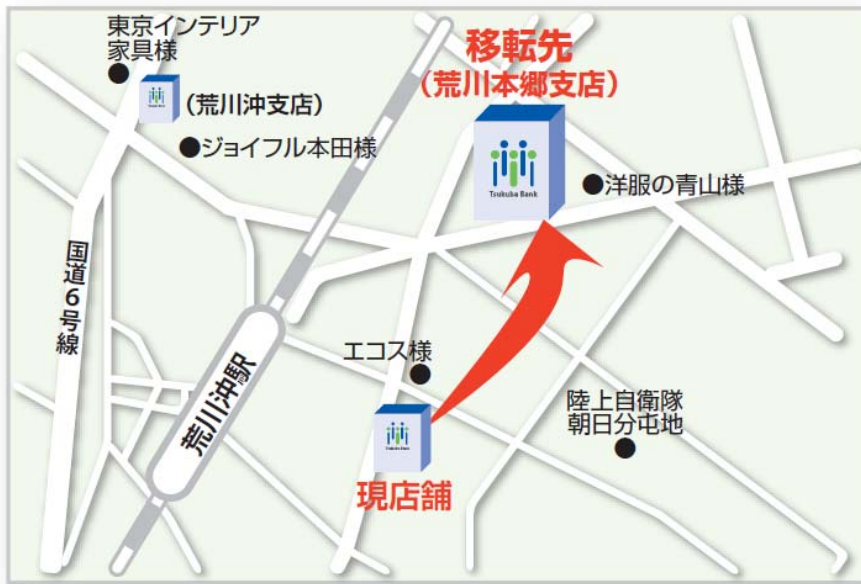 東京インテリア
家具様
(荒川沖支店)
ジョイフル本田様
移転先
(荒川本郷支店)
Tsukuba Bank
洋服の青山様
国道6号線
荒川沖駅
エコス様
陸上自衛隊
朝日分屯地
現店舗